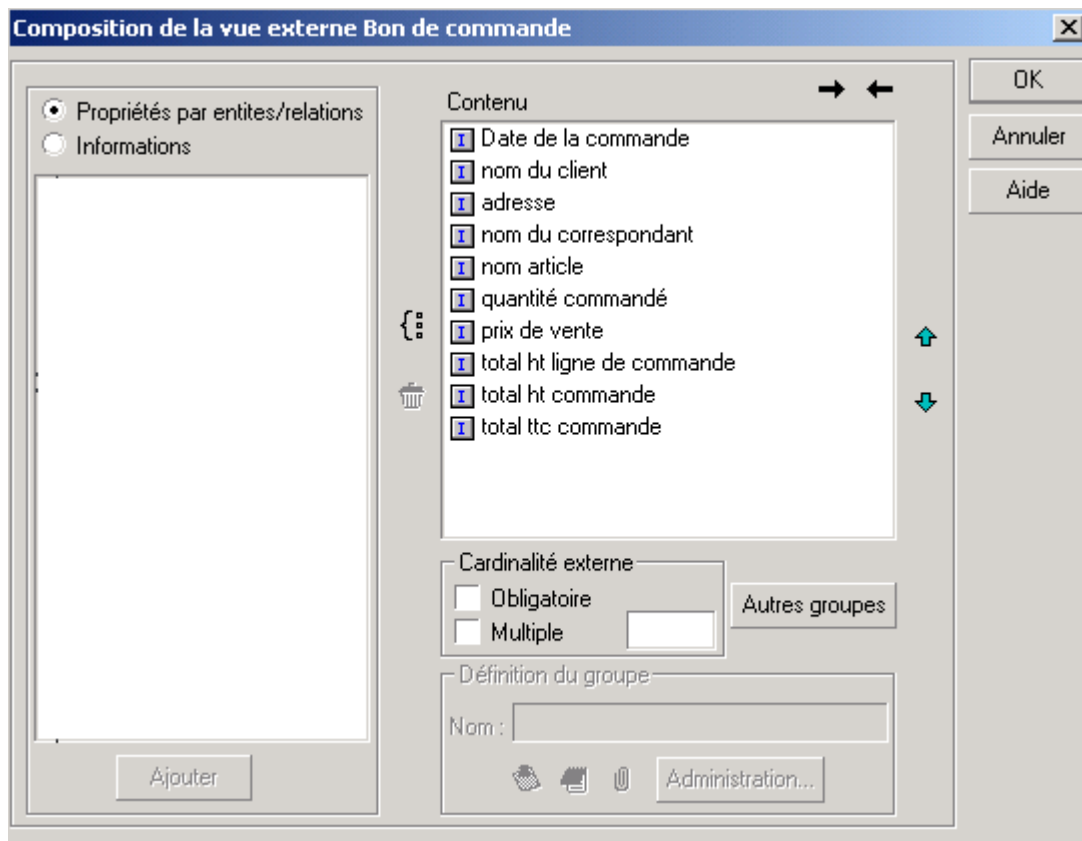 Composition de la vue externe Bon de commande
Propriétés par entites/relations
Informations
Ajouter
Contenu
Date de la commande
nom du client
adresse
nom du correspondant
nom article
quantité commandé
prix de vente
total ht ligne de commande
total ht commande
total ttc commande
Cardinalité externe
Obligatoire
Multiple
Autres groupes
Définition du groupe
Nom :
Administration...
OK
Annuler
Aide